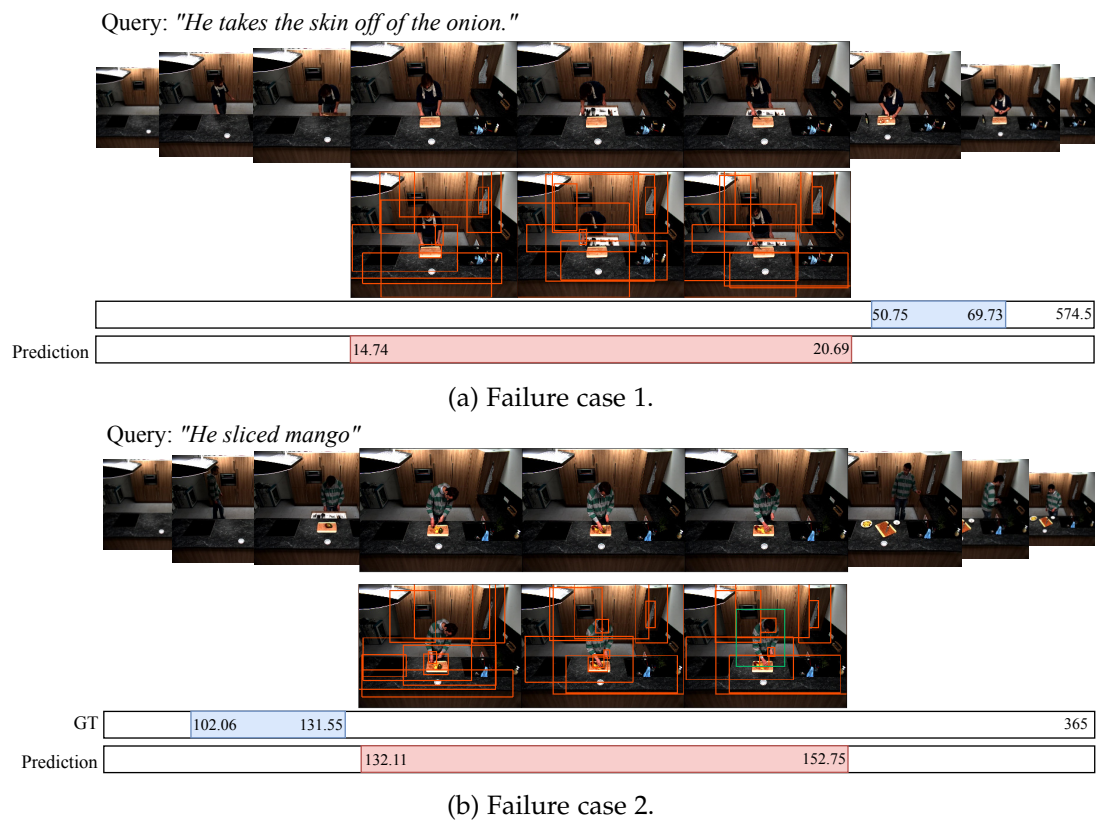 Query: "He takes the skin off of the onion."
50.75 69.73 574.5
Prediction 14.74 20.69
(a) Failure case 1.
Query: "He sliced mango"
GT 102.06 131.55 365
Prediction 132.11 152.75
(b) Failure case 2.